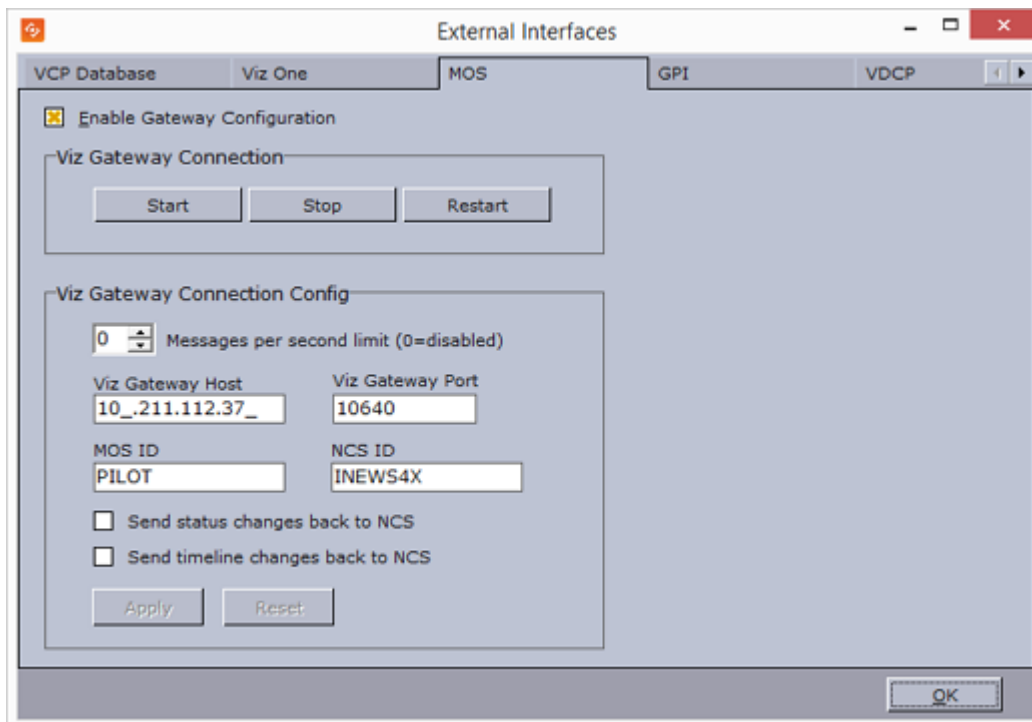 External Interfaces
VCP Database Viz One MOS GPI VDCP
Enable Gateway Configuration
Viz Gateway Connection
Start Stop Restart
Viz Gateway Connection Config
0 Messages per second limit (0=disabled)
Viz Gateway Host Viz Gateway Port
10_.211.112.37_ 10640
MOS ID NCS ID
PILOT INEWS4X
Send status changes back to NCS
Send timeline changes back to NCS
Apply Reset
OK